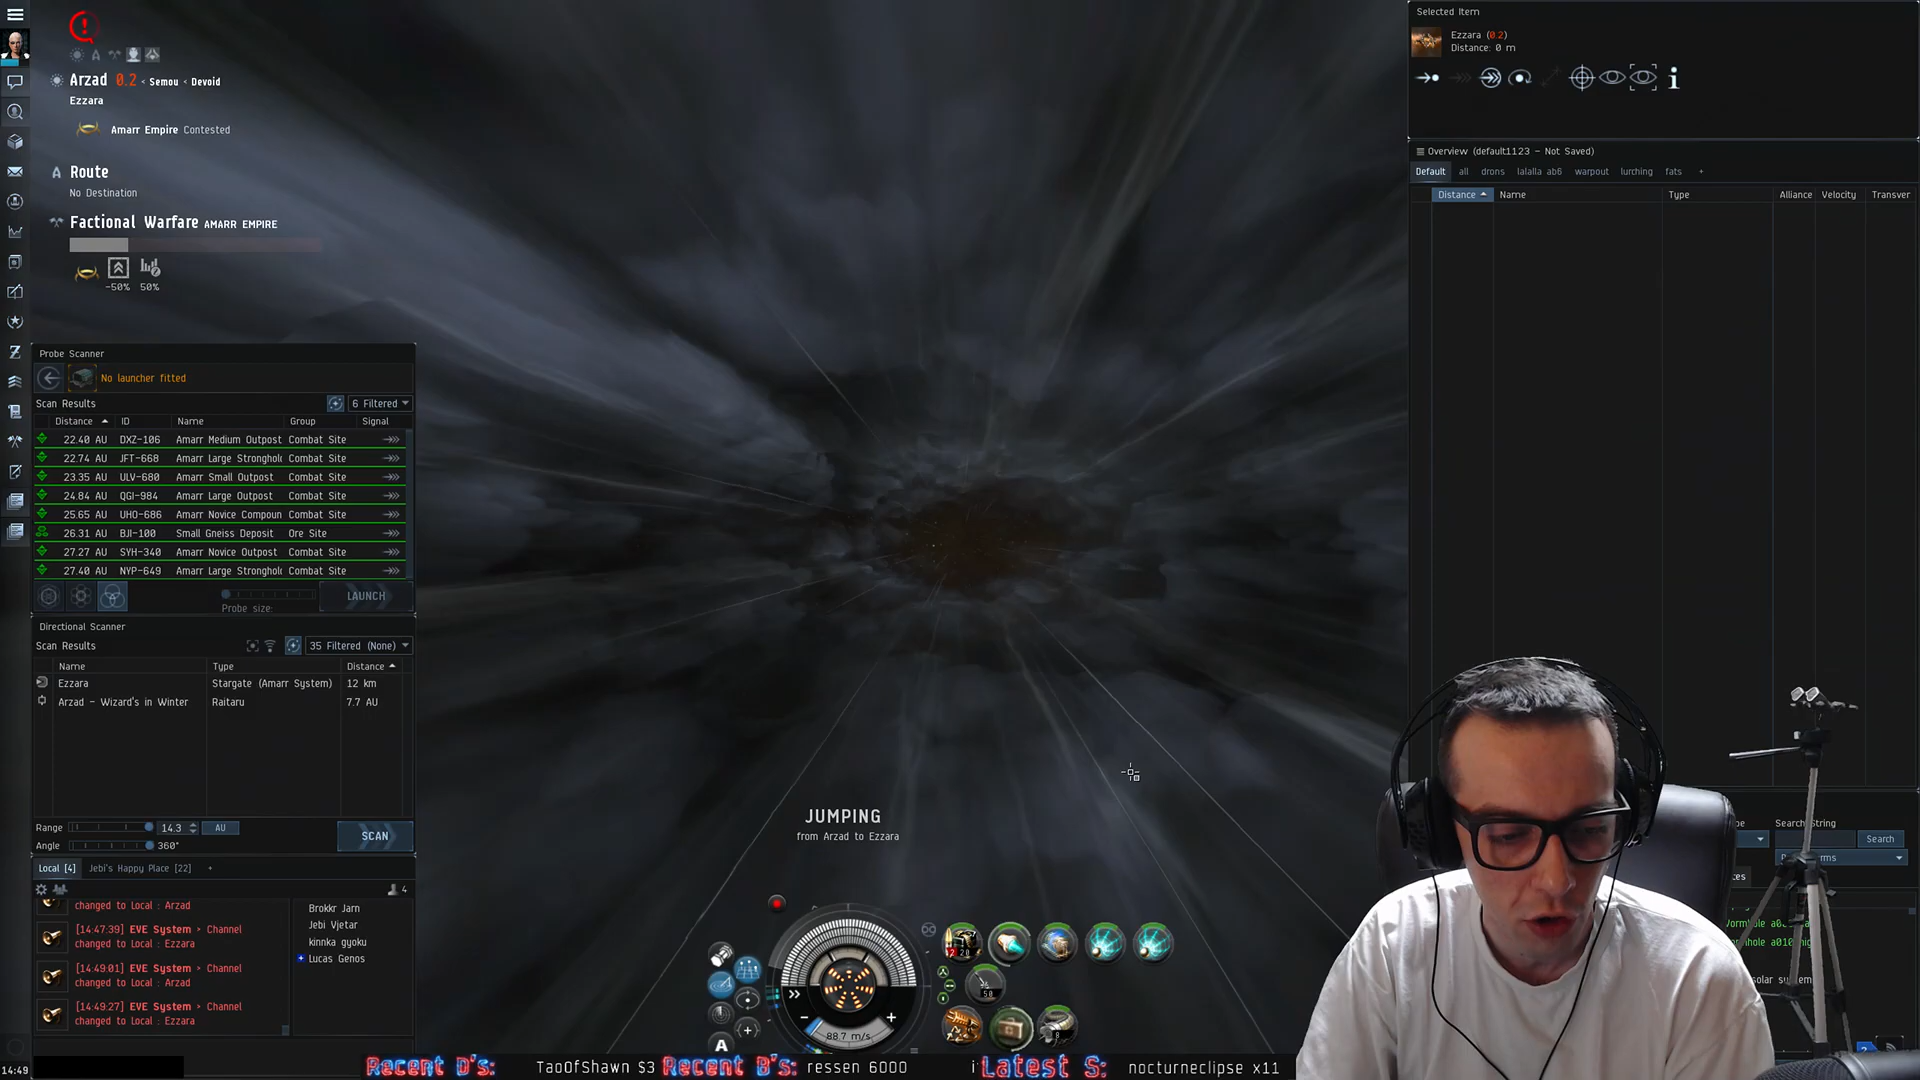 Arzad 0.2 < Semou < Devoid
Ezzara
Amarr Empire Contested
Route
No Destination
Factional Warfare AMARR EMPIRE
-50% 50%
Probe Scanner
No launcher fitted
Scan Results 6 Filtered
Distance ID Name Group Signal
22.40 AU DXZ-106 Amarr Medium Outpost Combat Site
22.74 AU JFT-668 Amarr Large Stronghol Combat Site
23.35 AU ULV-680 Amarr Small Outpost Combat Site
24.84 AU QGI-984 Amarr Large Outpost Combat Site
25.65 AU UHO-686 Amarr Novice Compoun Combat Site
26.31 AU BJI-100 Small Gneiss Deposit Ore Site
27.27 AU SYH-340 Amarr Novice Outpost Combat Site
27.40 AU NYP-649 Amarr Large Stronghol Combat Site
Probe size:
LAUNCH
Directional Scanner
Scan Results 35 Filtered (None)
Name Type Distance
Ezzara Stargate (Amarr System) 12 km
Arzad - Wizard's in Winter Raitaru 7.7 AU
Range 14.3 AU
Angle 360°
SCAN
Local [4] Jebi's Happy Place [22] +
4
changed to Local : Arzad
[14:47:39] EVE System > Channel
changed to Local : Ezzara
[14:49:01] EVE System > Channel
changed to Local : Arzad
[14:49:27] EVE System > Channel
changed to Local : Ezzara
Brokkr Jarn
Jebi Vjetar
kinnka gyoku
Lucas Genos
14:49
JUMPING
from Arzad to Ezzara
88.7 m/s
20
50
8
A
Recent D's: TaoOfShawn $3 Recent B's: ressen 6000 Latest S: nocturneclipse x11
Selected Item
Ezzara (0.2)
Distance: 0 m
Overview (default1123 - Not Saved)
Default all drons lalalla ab6 warpout lurching fats +
Distance Name Type Alliance Velocity Transver
Search String
Search